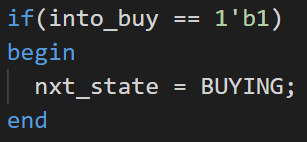 if(into_buy == 1'b1)
begin
  nxt_state = BUYING;
end